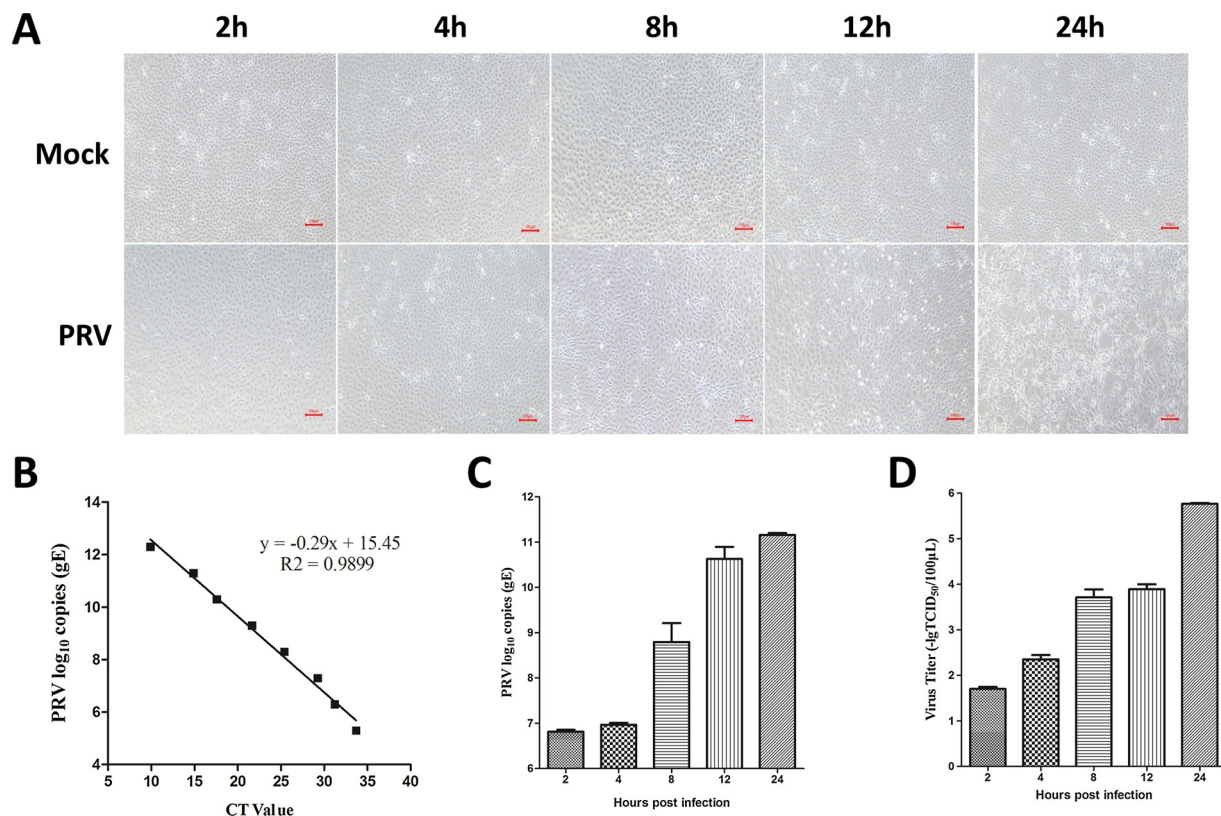 A
2h 4h 8h 12h 24h
Mock
PRV
B
PRV log10 copies (gE)
14
12
10
8
6
4
y = -0.29x + 15.45
R2 = 0.9899
5 10 15 20 25 30 35 40
CT Value
C
PRV log10 copies (gE)
12
11
10
9
8
7
6
2 4 8 12 24
Hours post infection
D
Virus Titer (-lgTCID50/100μL)
6
5
4
3
2
1
0
2 4 8 12 24
Hours post infection